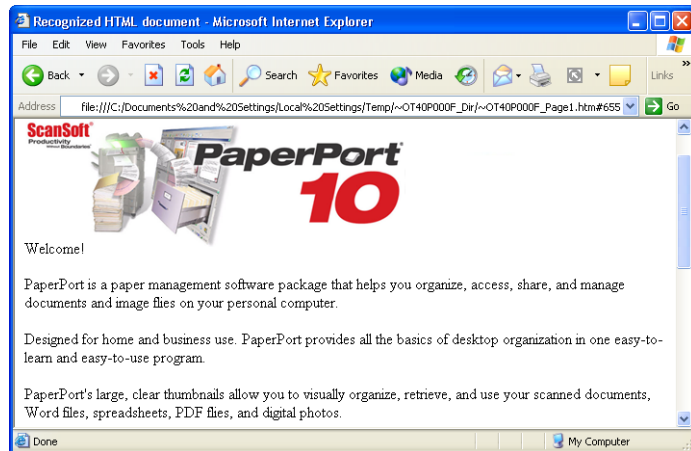 Recognized HTML document - Microsoft Internet Explorer
File Edit View Favorites Tools Help
Back Search Favorites Media Links
Address file:///C:/Documents%20and%20Settings/Local%20Settings/Temp/~OT40P000F_Dir/~OT40P000F_Page1.htm#655 Go
ScanSoft
Productivity
Without Boundaries
PaperPort
10
Welcome!
PaperPort is a paper management software package that helps you organize, access, share, and manage
documents and image flies on your personal computer.
Designed for home and business use. PaperPort provides all the basics of desktop organization in one easy-to-
learn and easy-to-use program.
PaperPort's large, clear thumbnails allow you to visually organize, retrieve, and use your scanned documents,
Word files, spreadsheets, PDF flies, and digital photos.
Done My Computer